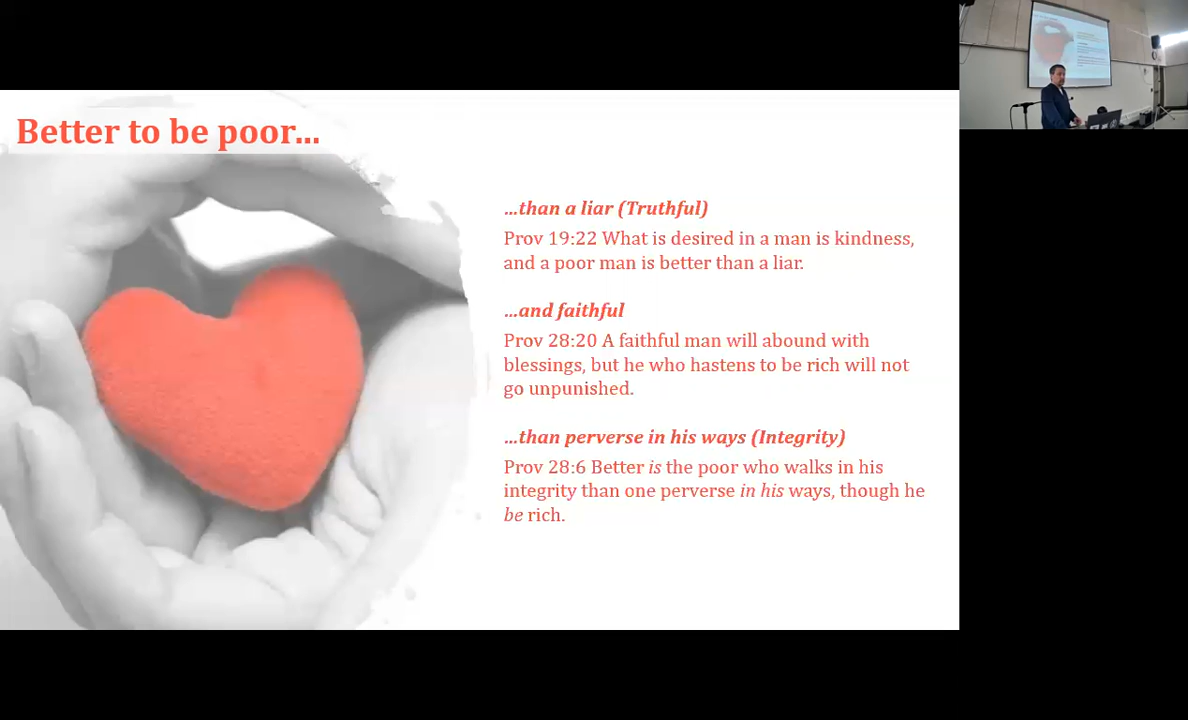 Better to be poor...
...than a liar (Truthful)
Prov 19:22 What is desired in a man is kindness,
and a poor man is better than a liar.
...and faithful
Prov 28:20 A faithful man will abound with
blessings, but he who hastens to be rich will not
go unpunished.
...than perverse in his ways (Integrity)
Prov 28:6 Better is the poor who walks in his
integrity than one perverse in his ways, though he
be rich.